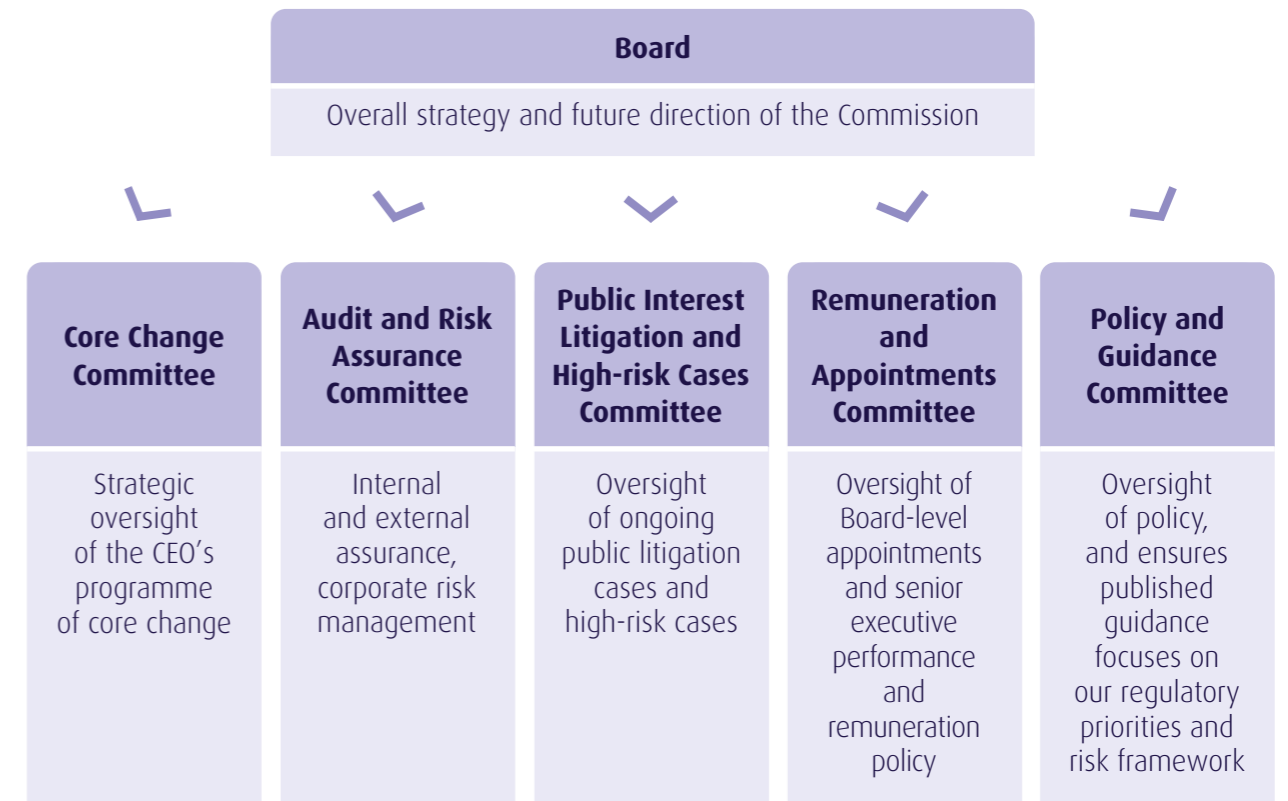 Board
Overall strategy and future direction of the Commission
Core Change
Committee
Strategic
oversight
of the CEO’s
programme
of core change
Audit and Risk
Assurance
Committee
Internal
and external
assurance,
corporate risk
management
Public Interest
Litigation and
High-risk Cases
Committee
Oversight
of ongoing
public litigation
cases and
high-risk cases
Remuneration
and
Appointments
Committee
Oversight of
Board-level
appointments
and senior
executive
performance
and
remuneration
policy
Policy and
Guidance
Committee
Oversight
of policy,
and ensures
published
guidance
focuses on
our regulatory
priorities and
risk framework